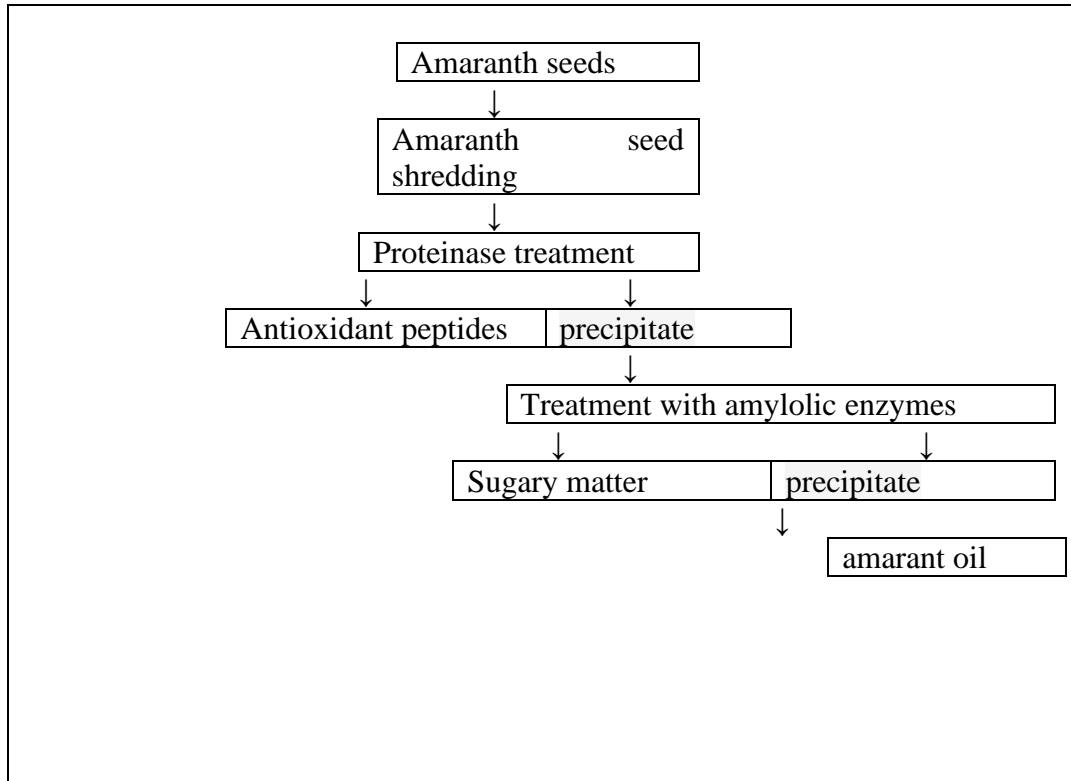 Amaranth seeds
↓
Amaranth seed
shredding
↓
Proteinase treatment
↓ ↓
Antioxidant peptides precipitate
↓
Treatment with amylolic enzymes
↓ ↓
Sugary matter precipitate
↓
amarant oil